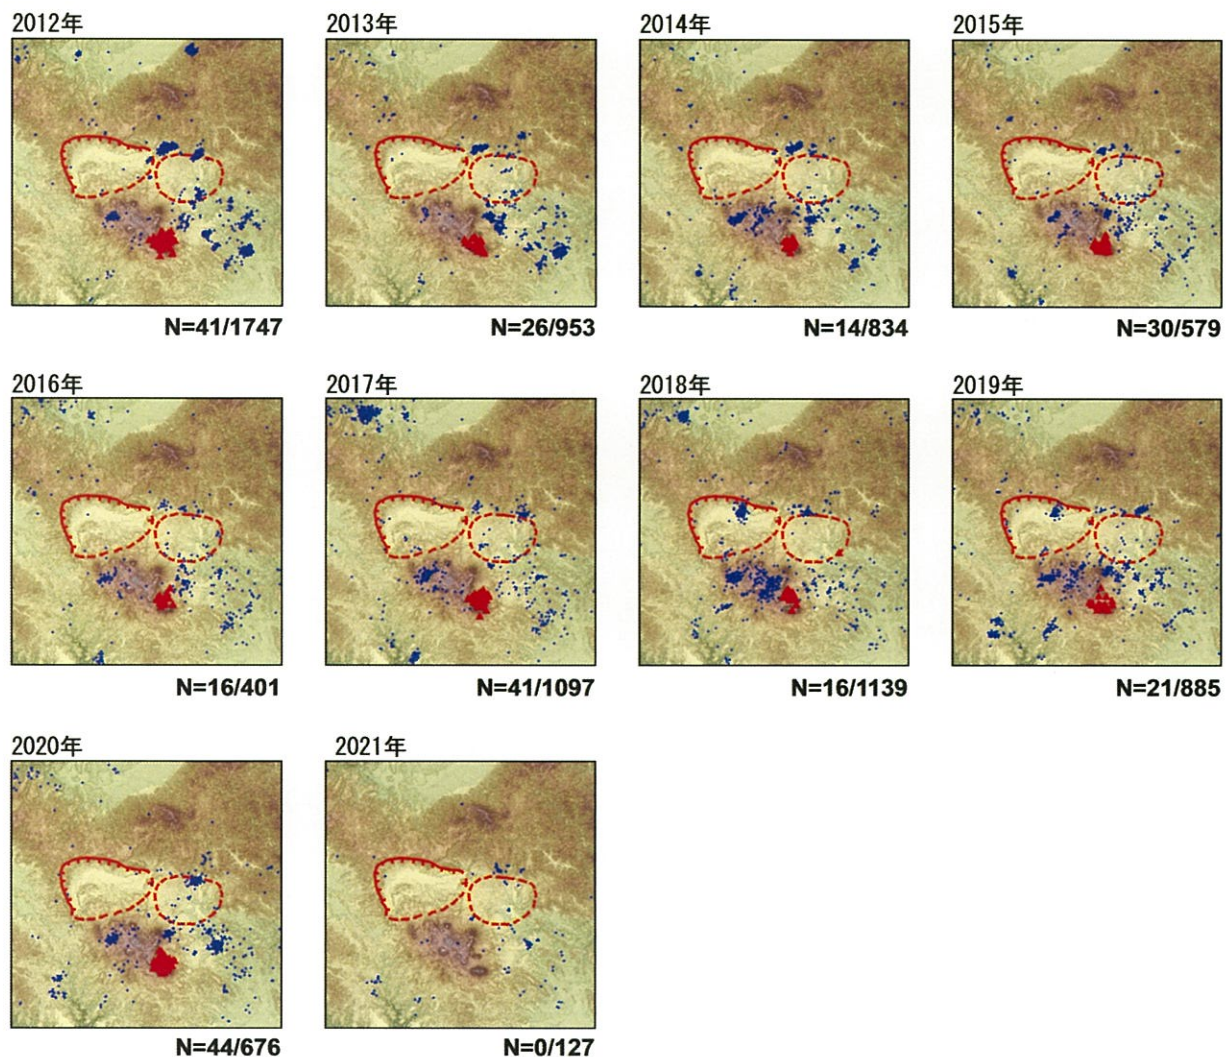 2012年
2013年
2014年
2015年
N=41/1747
N=26/953
N=14/834
N=30/579
2016年
2017年
2018年
2019年
N=16/401
N=41/1097
N=16/1139
N=21/885
2020年
2021年
N=44/676
N=0/127